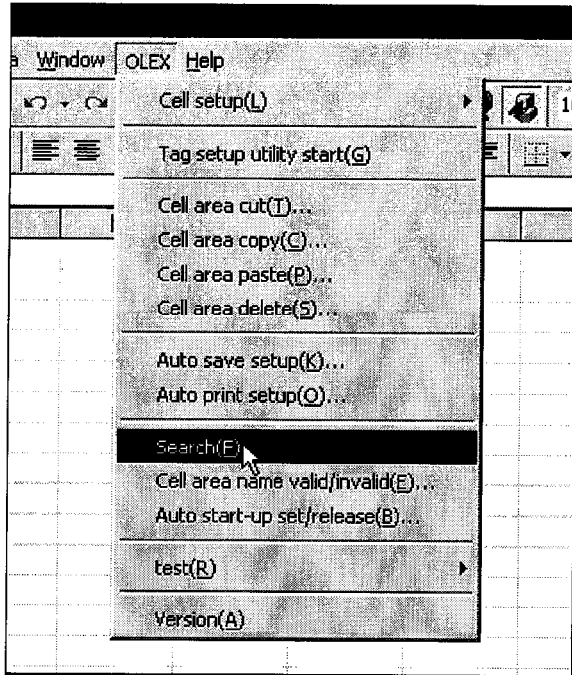 a Window OLEX Help
Cell setup(L)
Tag setup utility start(G)
Cell area cut(T)...
Cell area copy(C)...
Cell area paste(P)...
Cell area delete(S)...
Auto save setup(K)...
Auto print setup(O)...
Search(F)
Cell area name valid/invalid(E)...
Auto start-up set/release(B)...
test(R)
Version(A)